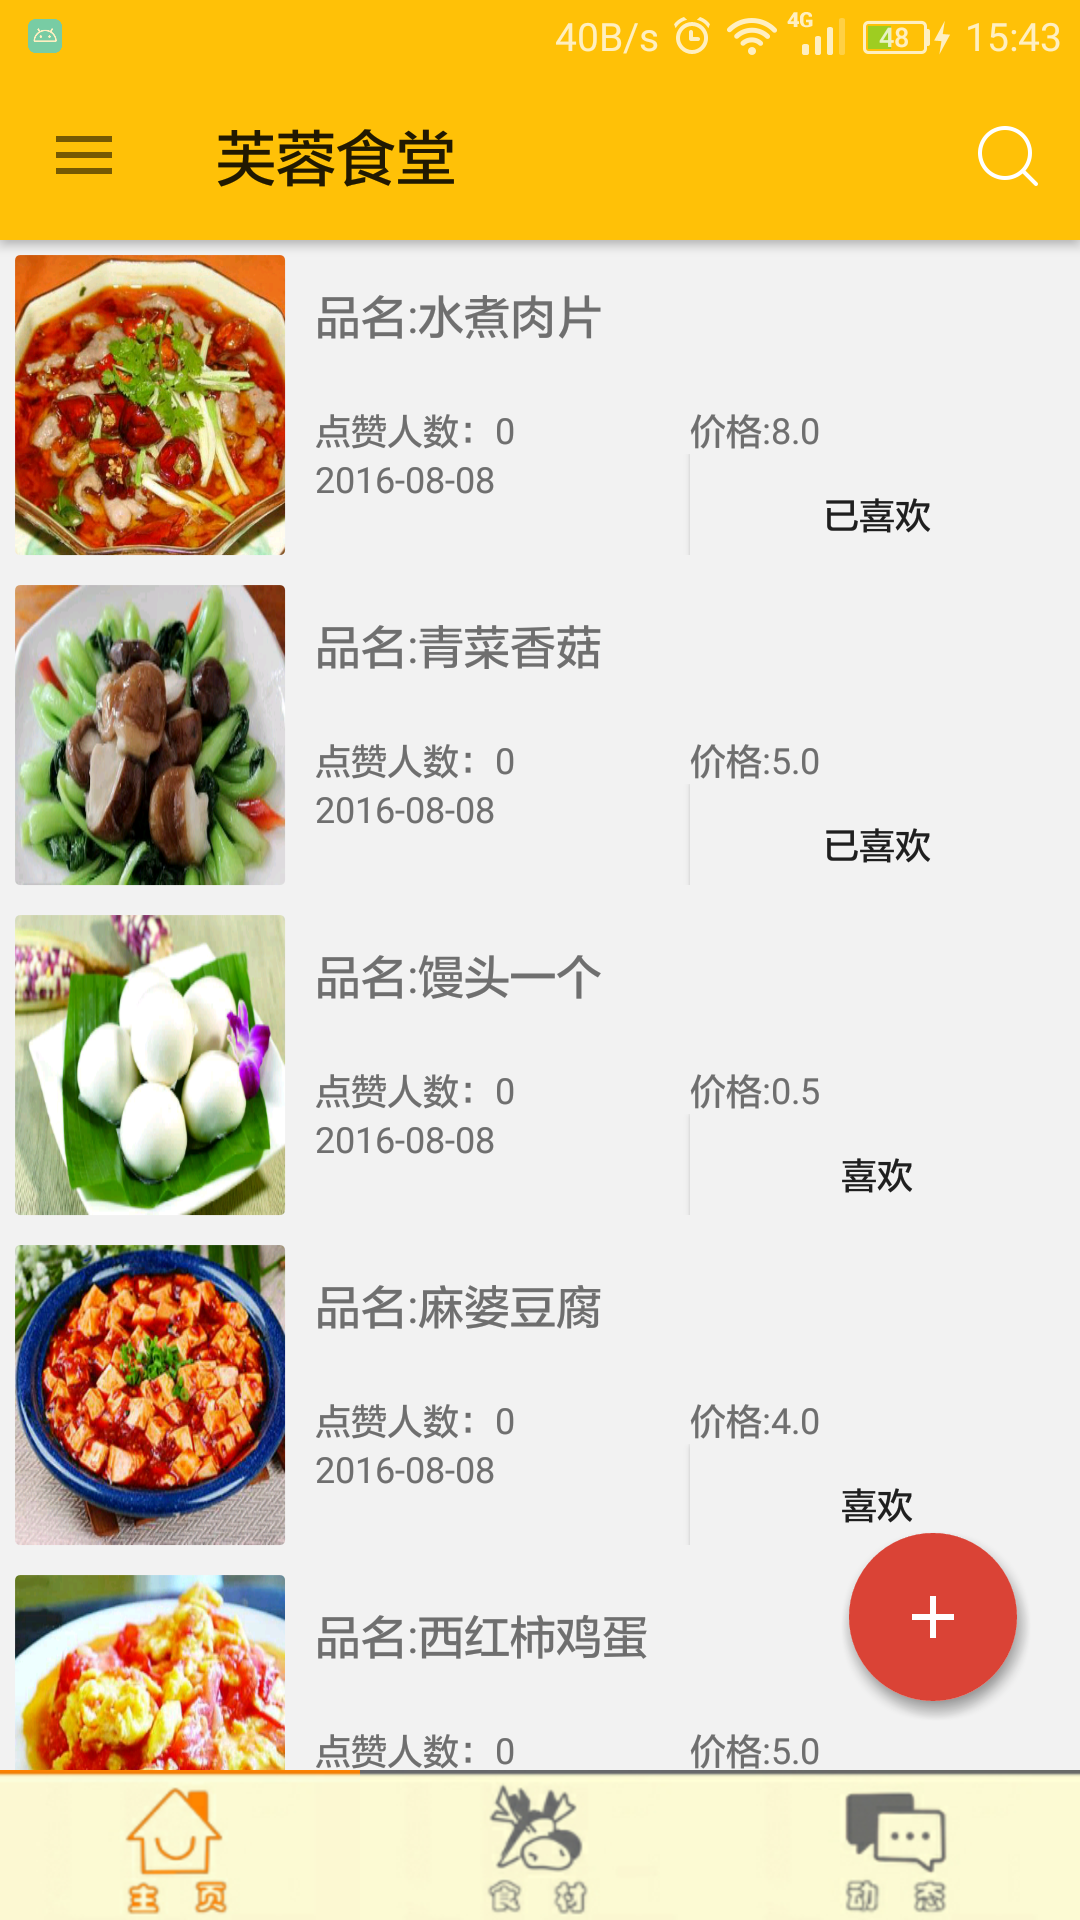 40B/s 4G 48 15:43
芙蓉食堂
品名:水煮肉片
点赞人数：0 价格:8.0
2016-08-08
已喜欢
品名:青菜香菇
点赞人数：0 价格:5.0
2016-08-08
已喜欢
品名:馒头一个
点赞人数：0 价格:0.5
2016-08-08
喜欢
品名:麻婆豆腐
点赞人数：0 价格:4.0
2016-08-08
喜欢
品名:西红柿鸡蛋
点赞人数：0 价格:5.0
主 页 食 材 动 态